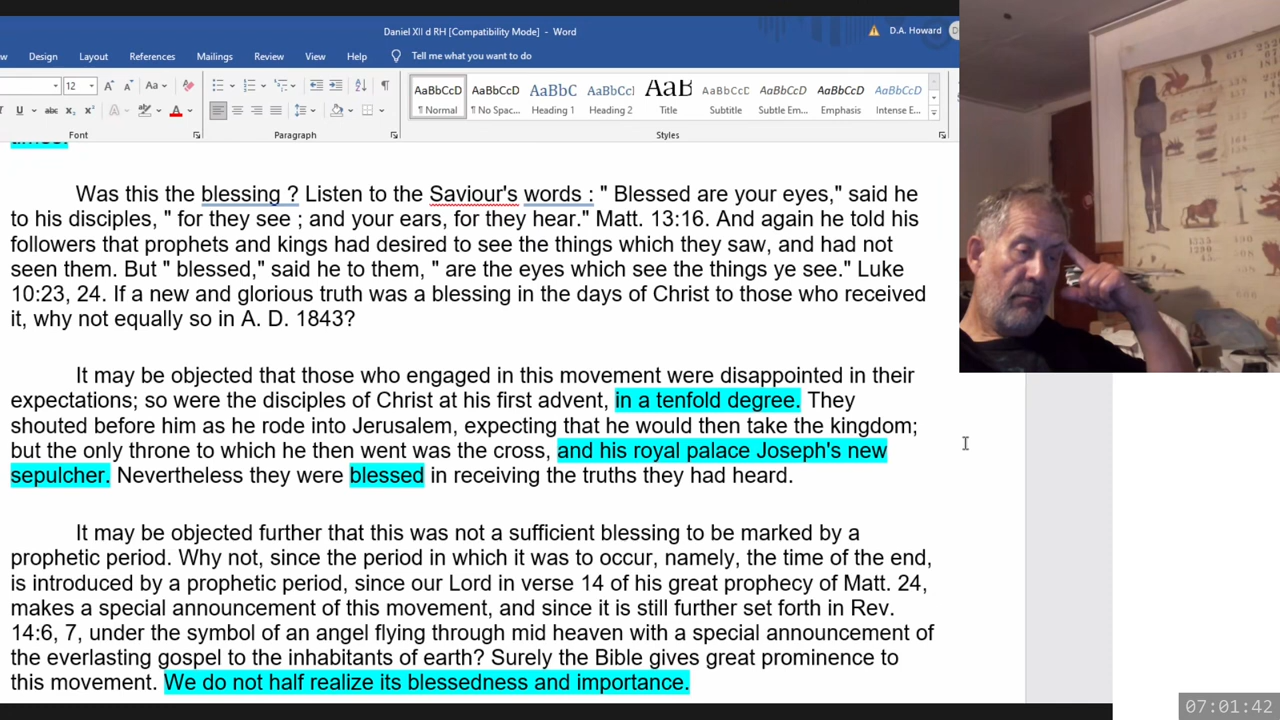 Daniel XII d RH [Compatibility Mode] - Word
D.A. Howard
Design Layout References Mailings Review View Help Tell me what you want to do
12
AaBbCcD AaBbCcD AaBbC AaBbCcI AaB AaBbCcD AaBbCcD AaBbCcD AaBbCcD
¶ Normal ¶ No Spac... Heading 1 Heading 2 Title Subtitle Subtle Em... Emphasis Intense E...
Font Paragraph Styles
times.
Was this the blessing ? Listen to the Saviour's words : " Blessed are your eyes," said he
to his disciples, " for they see ; and your ears, for they hear." Matt. 13:16. And again he told his
followers that prophets and kings had desired to see the things which they saw, and had not
seen them. But " blessed," said he to them, " are the eyes which see the things ye see." Luke
10:23, 24. If a new and glorious truth was a blessing in the days of Christ to those who received
it, why not equally so in A. D. 1843?
It may be objected that those who engaged in this movement were disappointed in their
expectations; so were the disciples of Christ at his first advent, in a tenfold degree. They
shouted before him as he rode into Jerusalem, expecting that he would then take the kingdom;
but the only throne to which he then went was the cross, and his royal palace Joseph's new
sepulcher. Nevertheless they were blessed in receiving the truths they had heard.
It may be objected further that this was not a sufficient blessing to be marked by a
prophetic period. Why not, since the period in which it was to occur, namely, the time of the end,
is introduced by a prophetic period, since our Lord in verse 14 of his great prophecy of Matt. 24,
makes a special announcement of this movement, and since it is still further set forth in Rev.
14:6, 7, under the symbol of an angel flying through mid heaven with a special announcement of
the everlasting gospel to the inhabitants of earth? Surely the Bible gives great prominence to
this movement. We do not half realize its blessedness and importance.
07:01:42